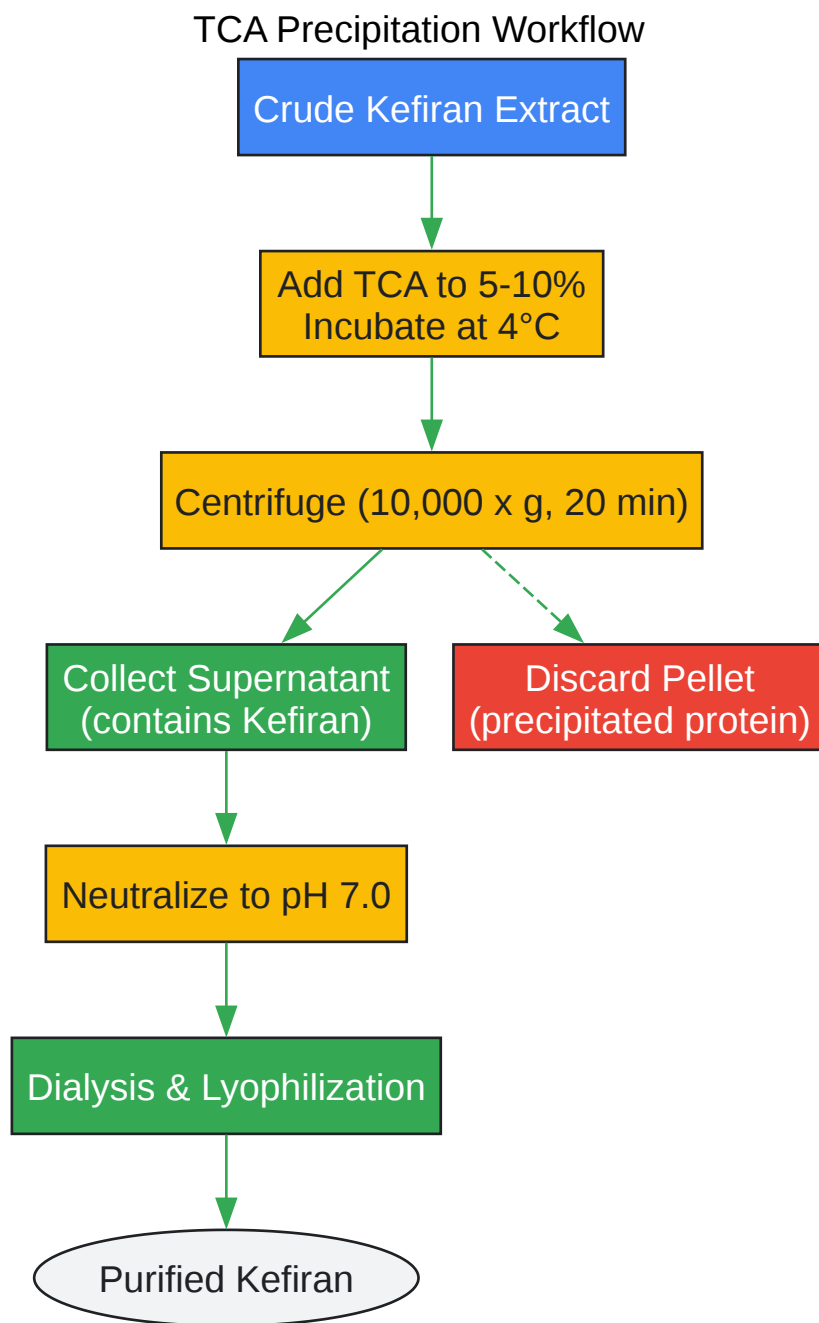 TCA Precipitation Workflow
Crude Kefiran Extract
Add TCA to 5-10%
Incubate at 4°C
Centrifuge (10,000 x g, 20 min)
Collect Supernatant
(contains Kefiran)
Discard Pellet
(precipitated protein)
Neutralize to pH 7.0
Dialysis & Lyophilization
Purified Kefiran